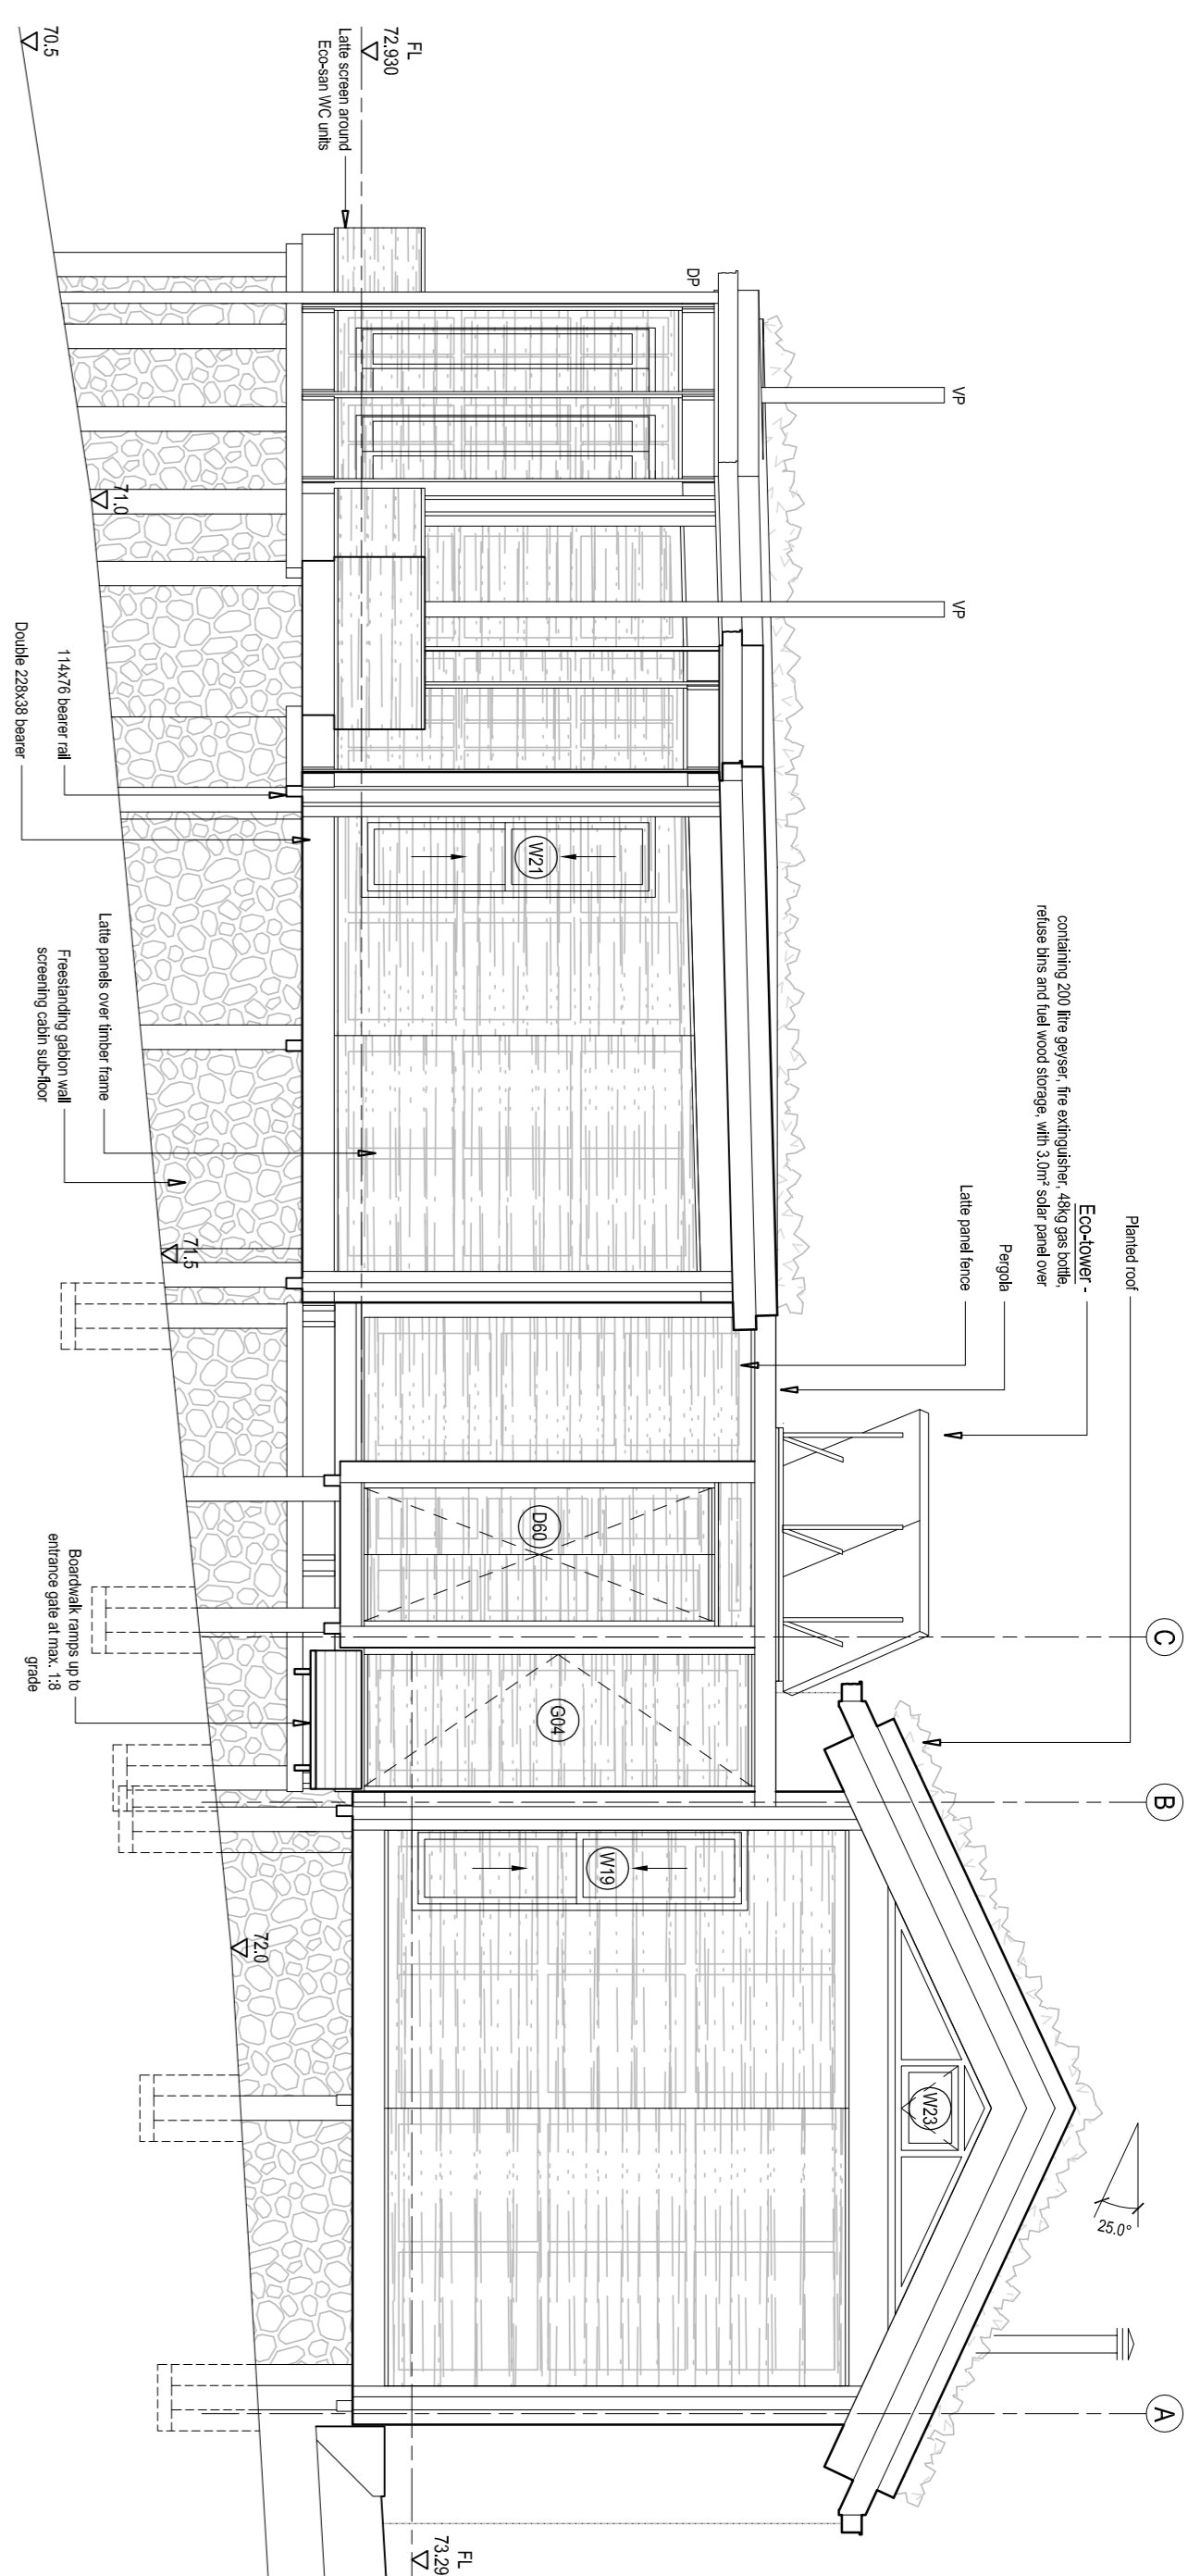 C
B
A
Planted roof
Eco-tower -
containing 200 litre geyser, fire extinguisher, 48kg gas bottle,
refuse bins and fuel wood storage, with 3.0m² solar panel over
Pergola
Latte panel fence
25.0°
VP
VP
DP
W23
FL
72.930
Latte screen around
Eco-san WC units
W21
D60
G04
W19
FL
73.29
70.5
71.0
71.5
72.0
Double 228x38 bearer
114x76 bearer rail
Latte panels over timber frame
Freestanding gabion wall
screening cabin sub-floor
Boardwalk ramps up to
entrance gate at max. 1:8
grade